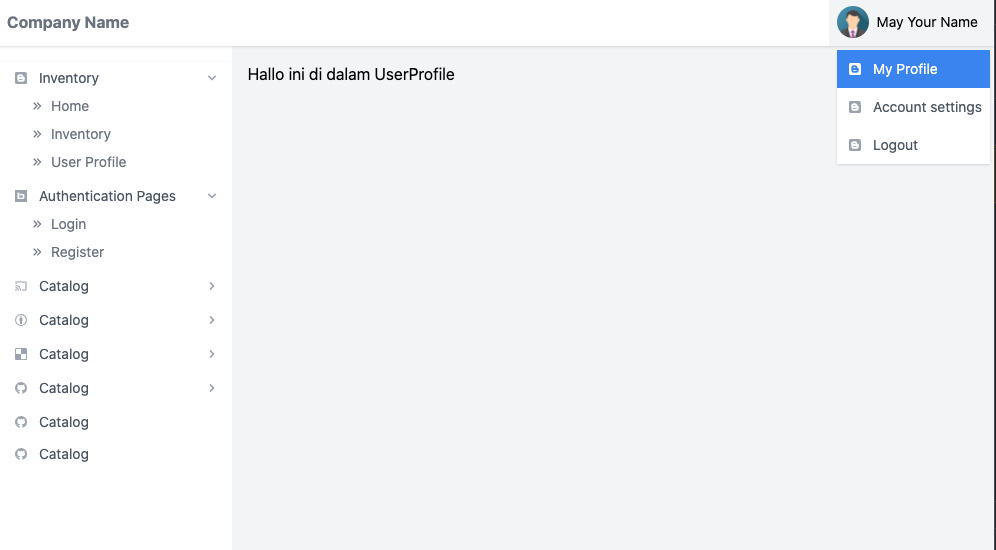 Company Name
May Your Name
My Profile
Account settings
Logout
Inventory
Home
Inventory
User Profile
Authentication Pages
Login
Register
Catalog
Catalog
Catalog
Catalog
Catalog
Catalog
Hallo ini di dalam UserProfile